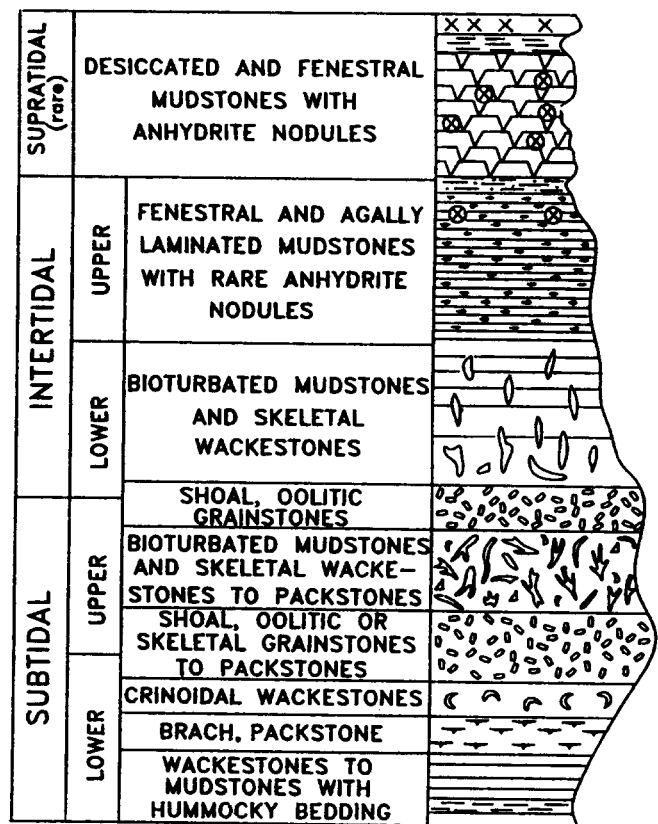 SUPRATIDAL
(rare)
DESICCATED AND FENESTRAL
MUDSTONES WITH
ANHYDRITE NODULES
INTERTIDAL
UPPER
FENESTRAL AND AGALLY
LAMINATED MUDSTONES
WITH RARE ANHYDRITE
NODULES
LOWER
BIOTURBATED MUDSTONES
AND SKELETAL
WACKESTONES
SHOAL, OOLITIC
GRAINSTONES
SUBTIDAL
UPPER
BIOTURBATED MUDSTONES
AND SKELETAL WACKE-
STONES TO PACKSTONES
SHOAL, OOLITIC OR
SKELETAL GRAINSTONES
TO PACKSTONES
LOWER
CRINOIDAL WACKESTONES
BRACH. PACKSTONE
WACKESTONES TO
MUDSTONES WITH
HUMMOCKY BEDDING